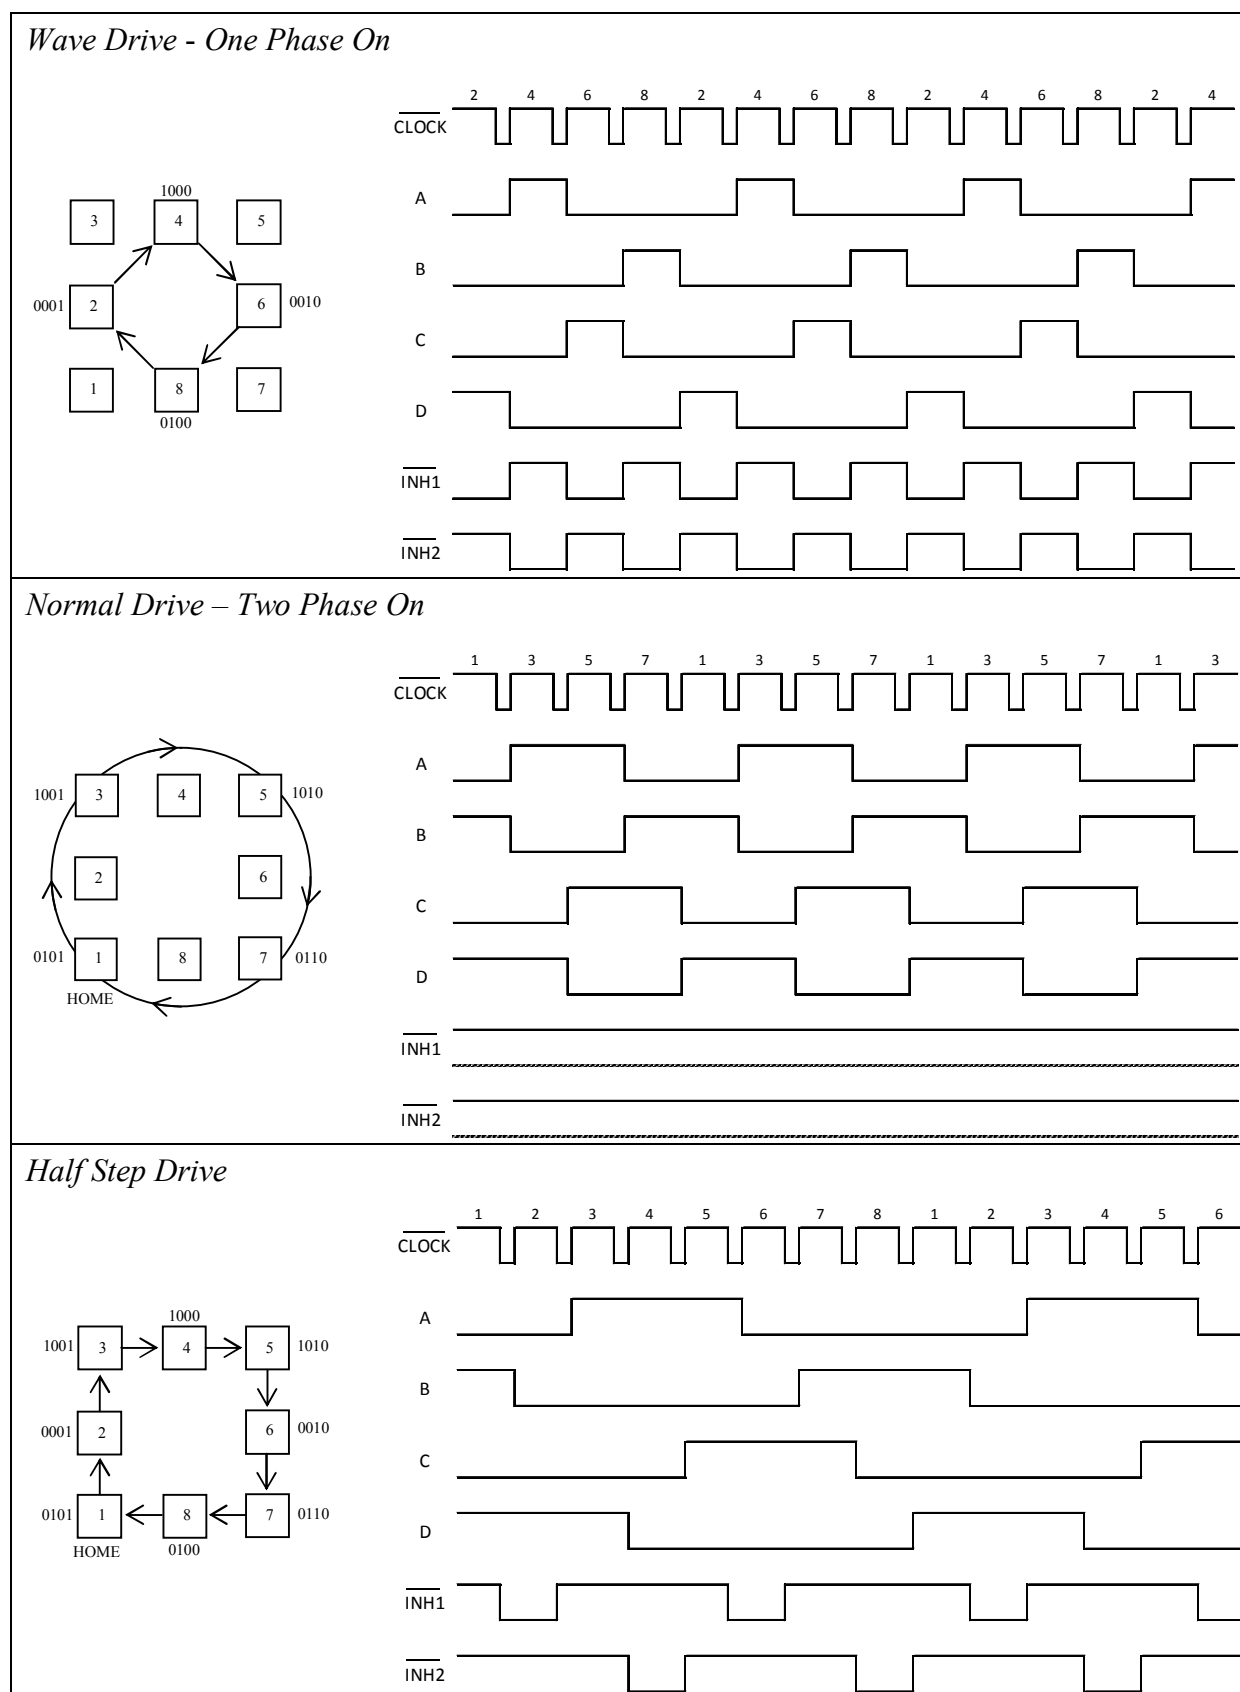 Wave Drive - One Phase On
2 4 6 8 2 4 6 8 2 4 6 8 2 4
CLOCK
1000
A
3 4 5
B
0001 2 6 0010
C
1 8 7
0100
D
INH1
INH2
Normal Drive – Two Phase On
1 3 5 7 1 3 5 7 1 3 5 7 1 3
CLOCK
A
1001 3 4 5 1010
B
2 6
C
0101 1 8 7 0110
D
HOME
INH1
INH2
Half Step Drive
1 2 3 4 5 6 7 8 1 2 3 4 5 6
CLOCK
1000
A
1001 3 4 5 1010
B
0001 2 6 0010
C
0101 1 8 7 0110
D
HOME 0100
INH1
INH2